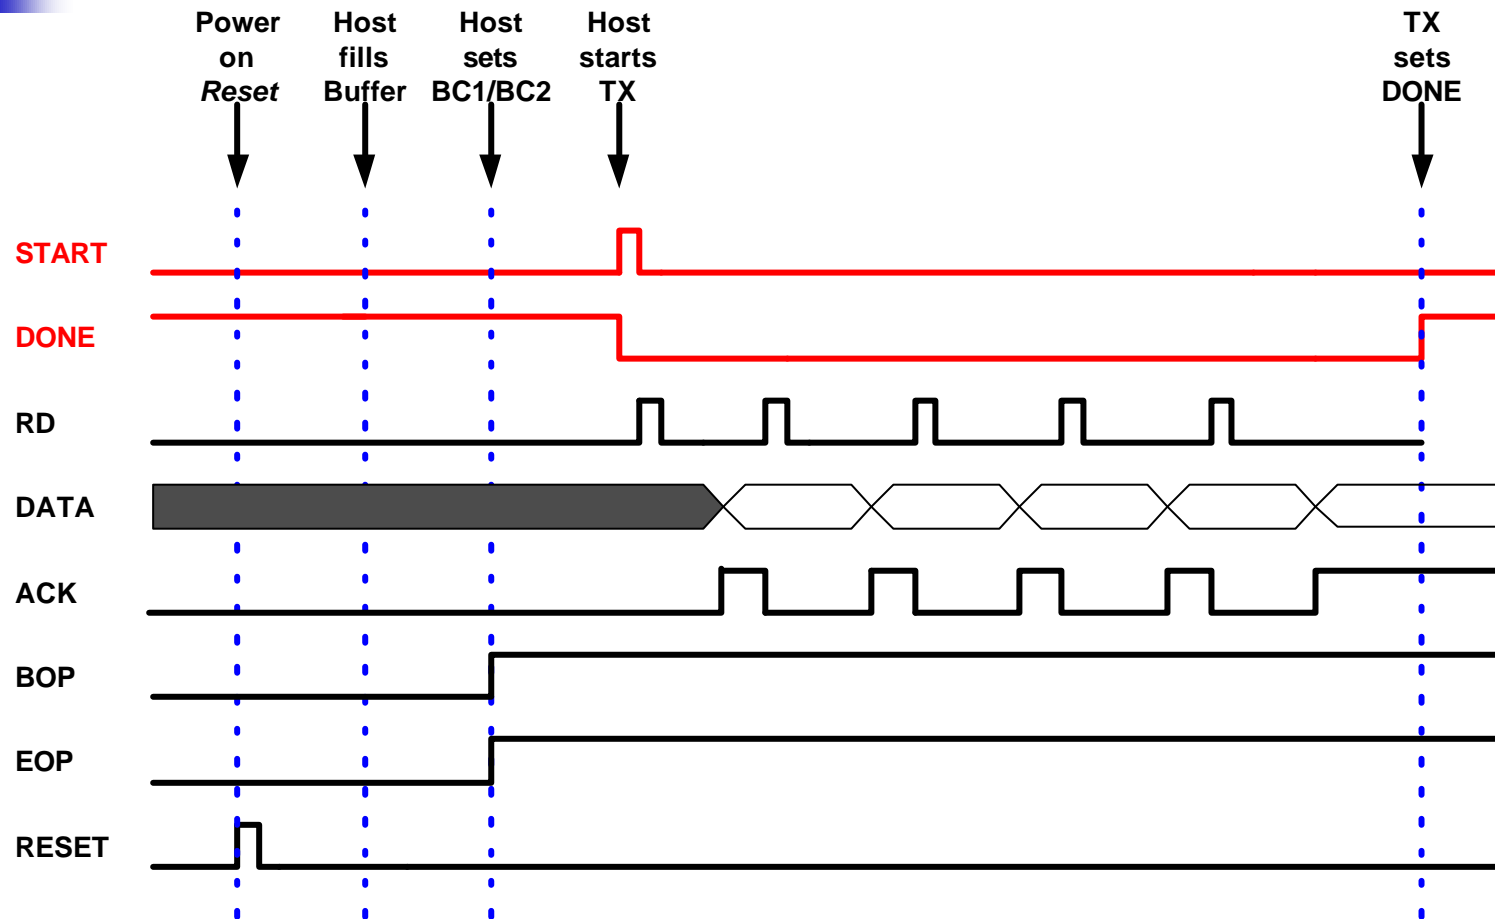 Power
on
Reset
Host
fills
Buffer
Host
sets
BC1/BC2
Host
starts
TX
TX
sets
DONE
START
DONE
RD
DATA
ACK
BOP
EOP
RESET